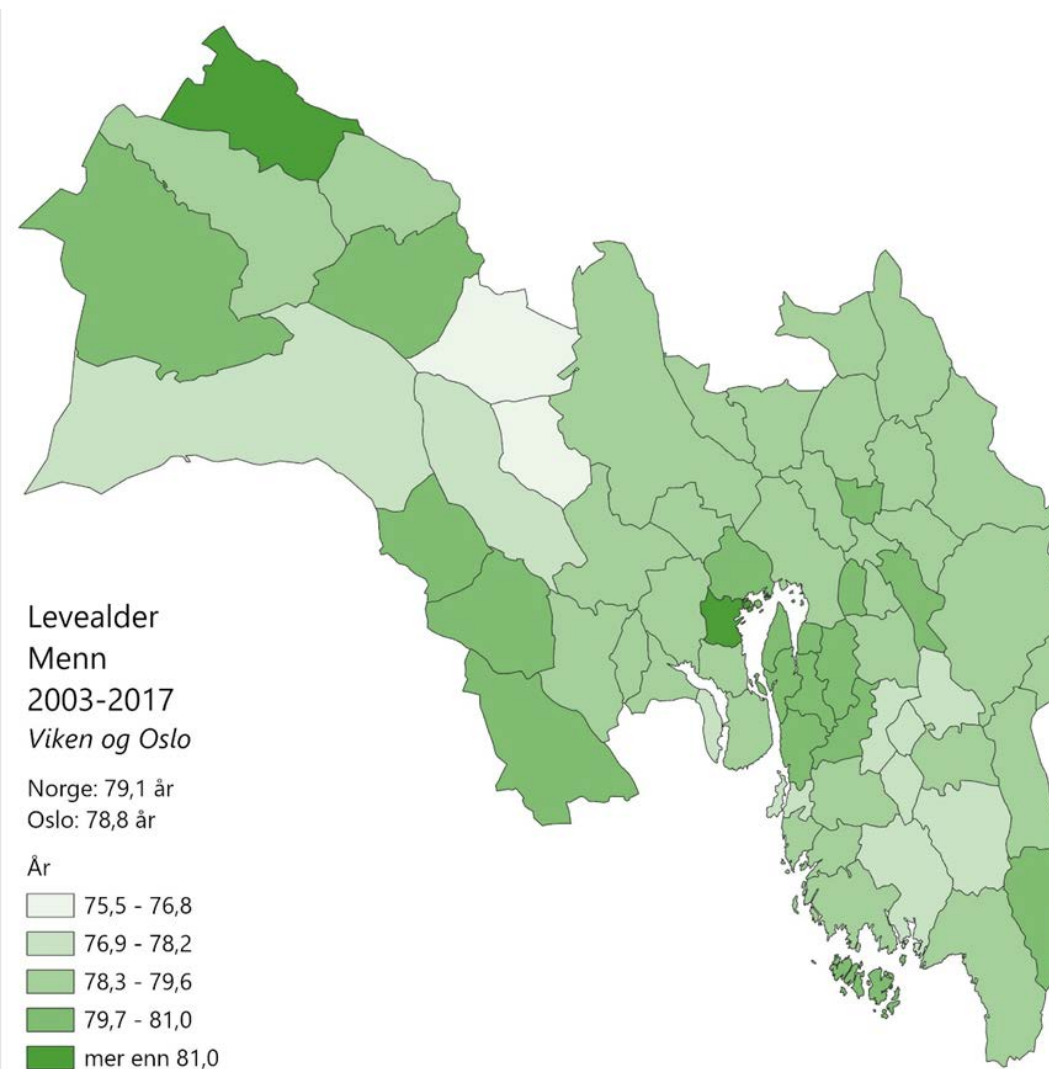 Levealder
Menn
2003-2017
Viken og Oslo
Norge: 79,1 år
Oslo: 78,8 år
År
75,5 - 76,8
76,9 - 78,2
78,3 - 79,6
79,7 - 81,0
mer enn 81,0